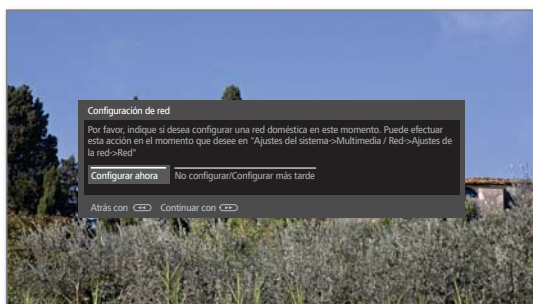 Configuración de red
Por favor, indique si desea configurar una red doméstica en este momento. Puede efectuar
esta acción en el momento que desee en "Ajustes del sistema->Multimedia / Red->Ajustes de
la red->Red"
Configurar ahora No configurar/Configurar más tarde
Atrás con Continuar con